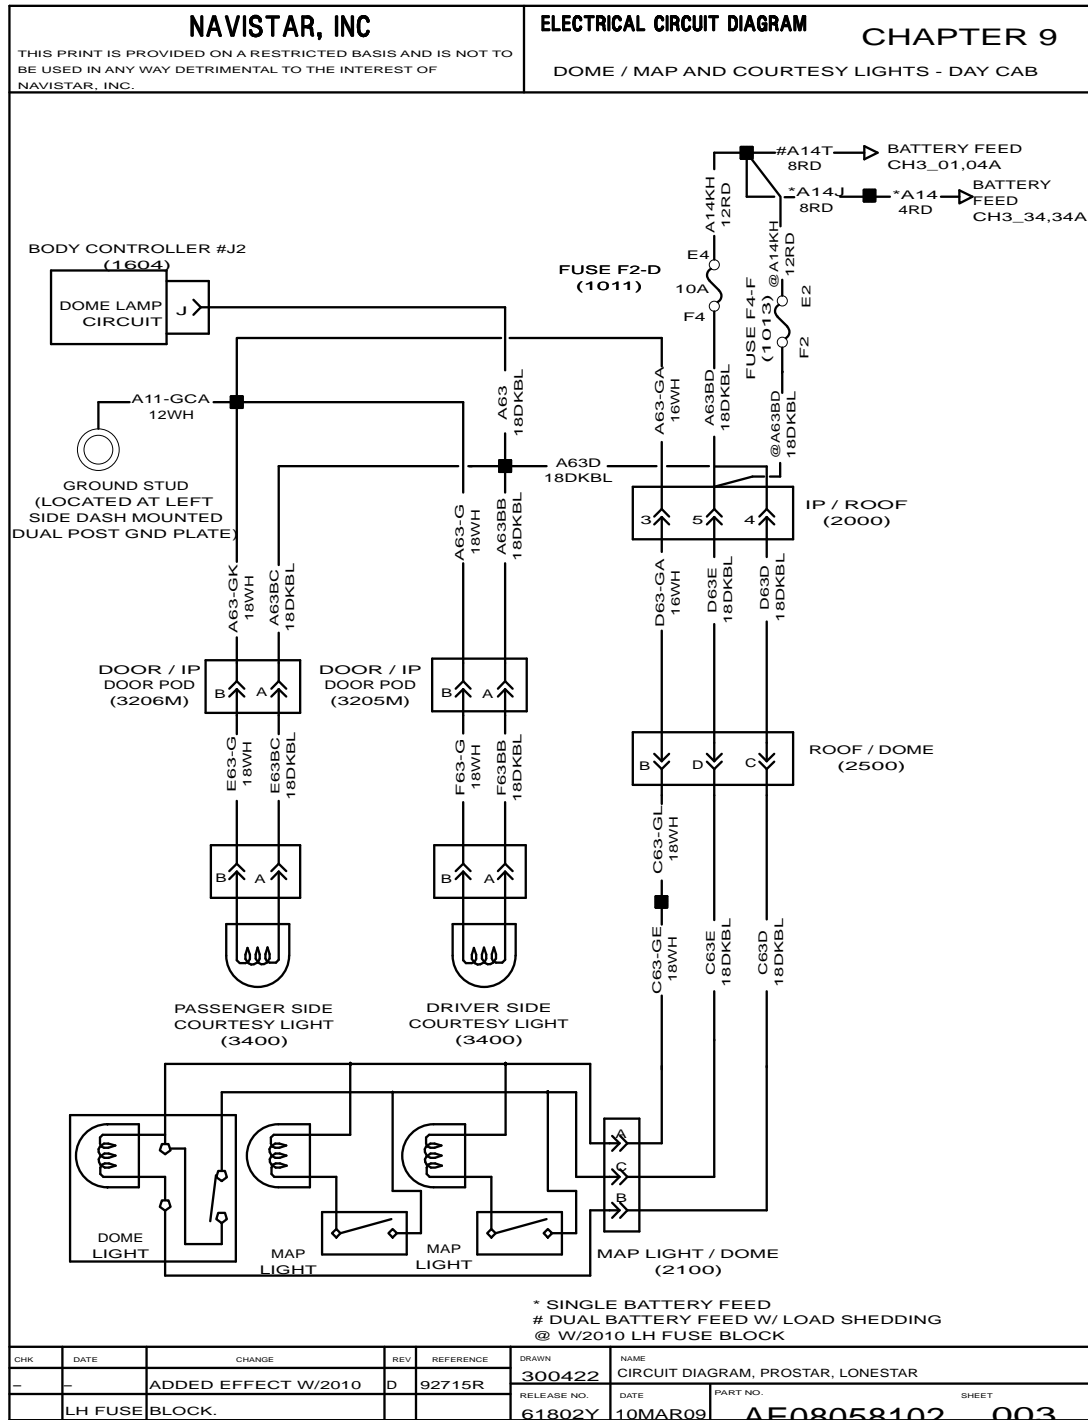 NAVISTAR, INC
THIS PRINT IS PROVIDED ON A RESTRICTED BASIS AND IS NOT TO
BE USED IN ANY WAY DETRIMENTAL TO THE INTEREST OF
NAVISTAR, INC.
ELECTRICAL CIRCUIT DIAGRAM
CHAPTER 9
DOME / MAP AND COURTESY LIGHTS - DAY CAB
#A14T
8RD
BATTERY FEED
CH3_01,04A
*A14J
8RD
*A14
4RD
BATTERY
FEED
CH3_34,34A
A14KH
12RD
@A14KH
12RD
BODY CONTROLLER #J2
(1604)
DOME LAMP
CIRCUIT
J
FUSE F2-D
(1011)
E4
10A
F4
FUSE F4-F
(1013)
E2
F2
A11-GCA
12WH
GROUND STUD
(LOCATED AT LEFT
SIDE DASH MOUNTED
DUAL POST GND PLATE)
A63
18DKBL
A63-GA
16WH
A63BD
18DKBL
@A63BD
18DKBL
A63D
18DKBL
IP / ROOF
(2000)
3
5
4
A63-GK
18WH
A63BC
18DKBL
A63-G
18WH
A63BB
18DKBL
D63-GA
16WH
D63E
18DKBL
D63D
18DKBL
DOOR / IP
DOOR POD
(3206M)
B
A
DOOR / IP
DOOR POD
(3205M)
B
A
ROOF / DOME
(2500)
B
D
C
E63-G
18WH
E63BC
18DKBL
F63-G
18WH
F63BB
18DKBL
B
A
B
A
C63-GL
18WH
C63-GE
18WH
C63E
18DKBL
C63D
18DKBL
PASSENGER SIDE
COURTESY LIGHT
(3400)
DRIVER SIDE
COURTESY LIGHT
(3400)
A
C
B
DOME
LIGHT
MAP
LIGHT
MAP
LIGHT
MAP LIGHT / DOME
(2100)
* SINGLE BATTERY FEED
# DUAL BATTERY FEED W/ LOAD SHEDDING
@ W/2010 LH FUSE BLOCK
CHK DATE CHANGE REV REFERENCE
– – ADDED EFFECT W/2010 D 92715R
LH FUSE BLOCK.
DRAWN
300422
NAME
CIRCUIT DIAGRAM, PROSTAR, LONESTAR
RELEASE NO.
61802Y
DATE
10MAR09
PART NO.
AE08058102
SHEET
003